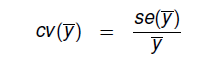 cv(y̅) = se(y̅) / y̅